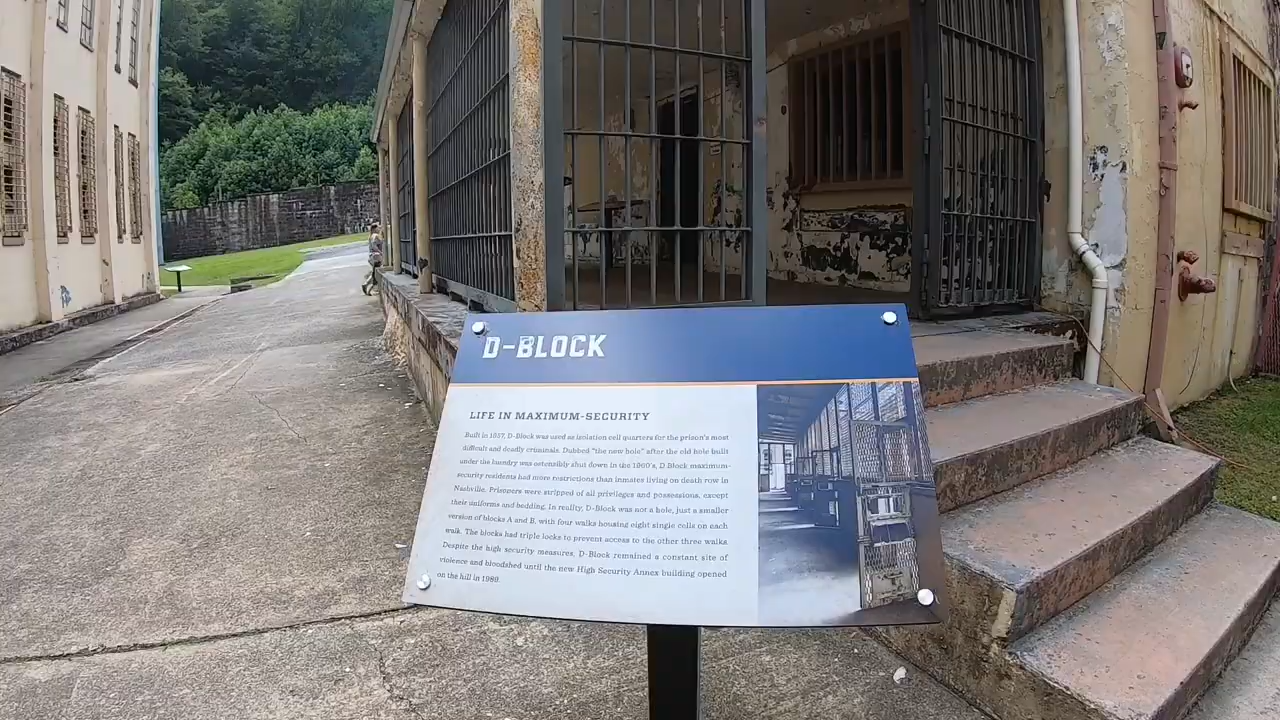 D-BLOCK
LIFE IN MAXIMUM-SECURITY
Built in 1957, D-Block was used as isolation cell quarters for the prison's most
difficult and deadly criminals. Dubbed "the new hole" after the old hole built
under the laundry was ostensibly shut down in the 1960's, D Block maximum-
security residents had more restrictions than inmates living on death row in
Nashville. Prisoners were stripped of all privileges and possessions, except
their uniforms and bedding. In reality, D-Block was not a hole, just a smaller
version of blocks A and B, with four walks housing eight single cells on each
walk. The blocks had triple locks to prevent access to the other three walks.
Despite the high security measures, D-Block remained a constant site of
violence and bloodshed until the new High Security Annex building opened
on the hill in 1989.